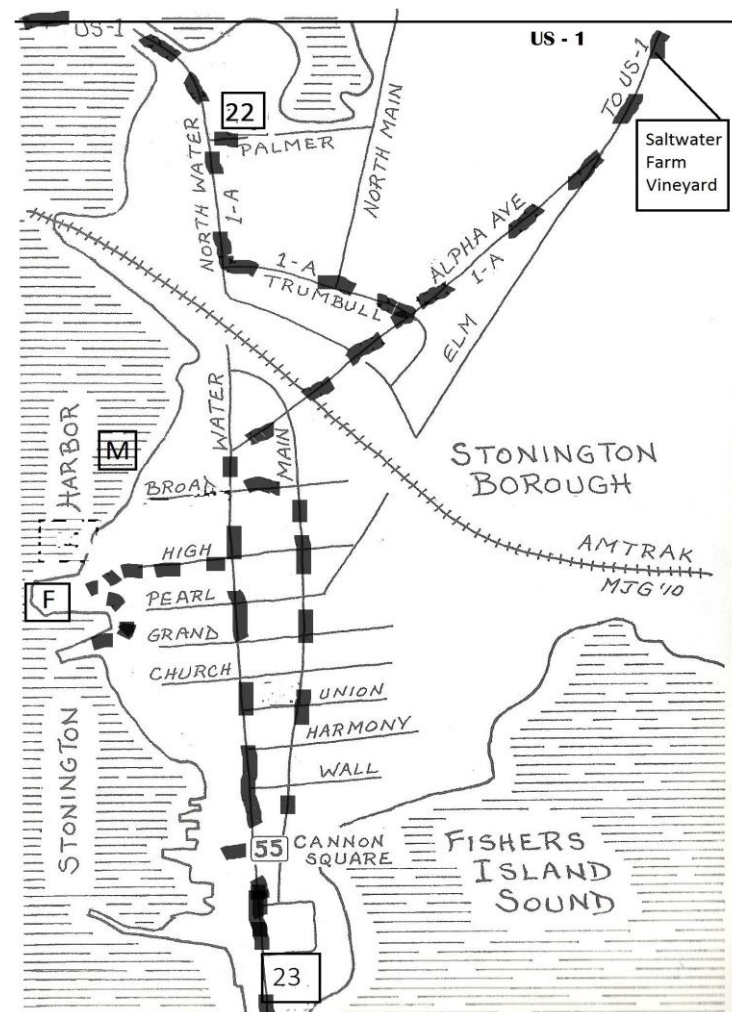 US-1
US - 1
TO US-1
Saltwater
Farm
Vineyard
22
PALMER
NORTH MAIN
NORTH WATER
1-A
1-A
TRUMBULL
ALPHA AVE
1-A
ELM
WATER
MAIN
HARBOR
M
STONINGTON
BOROUGH
BROAD
HIGH
AMTRAK
MJG '10
F
PEARL
GRAND
CHURCH
UNION
HARMONY
WALL
STONINGTON
55
CANNON
SQUARE
FISHERS
ISLAND
SOUND
23